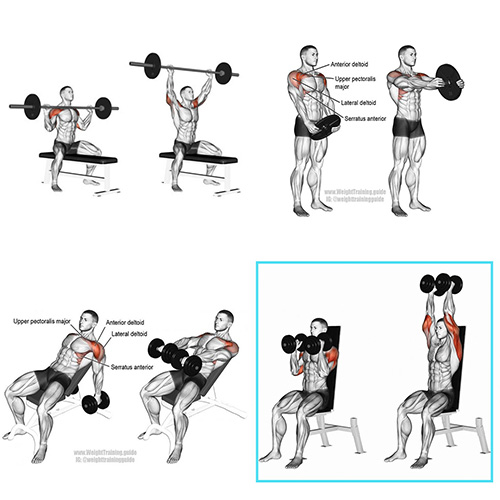 Anterior deltoid
Upper pectoralis
major
Lateral deltoid
Serratus anterior
www.WeightTraining.guide
IG: @weighttrainingguide
Upper pectoralis major
Anterior deltoid
Lateral deltoid
Serratus anterior
www.WeightTraining.guide
IG: @weighttrainingguide